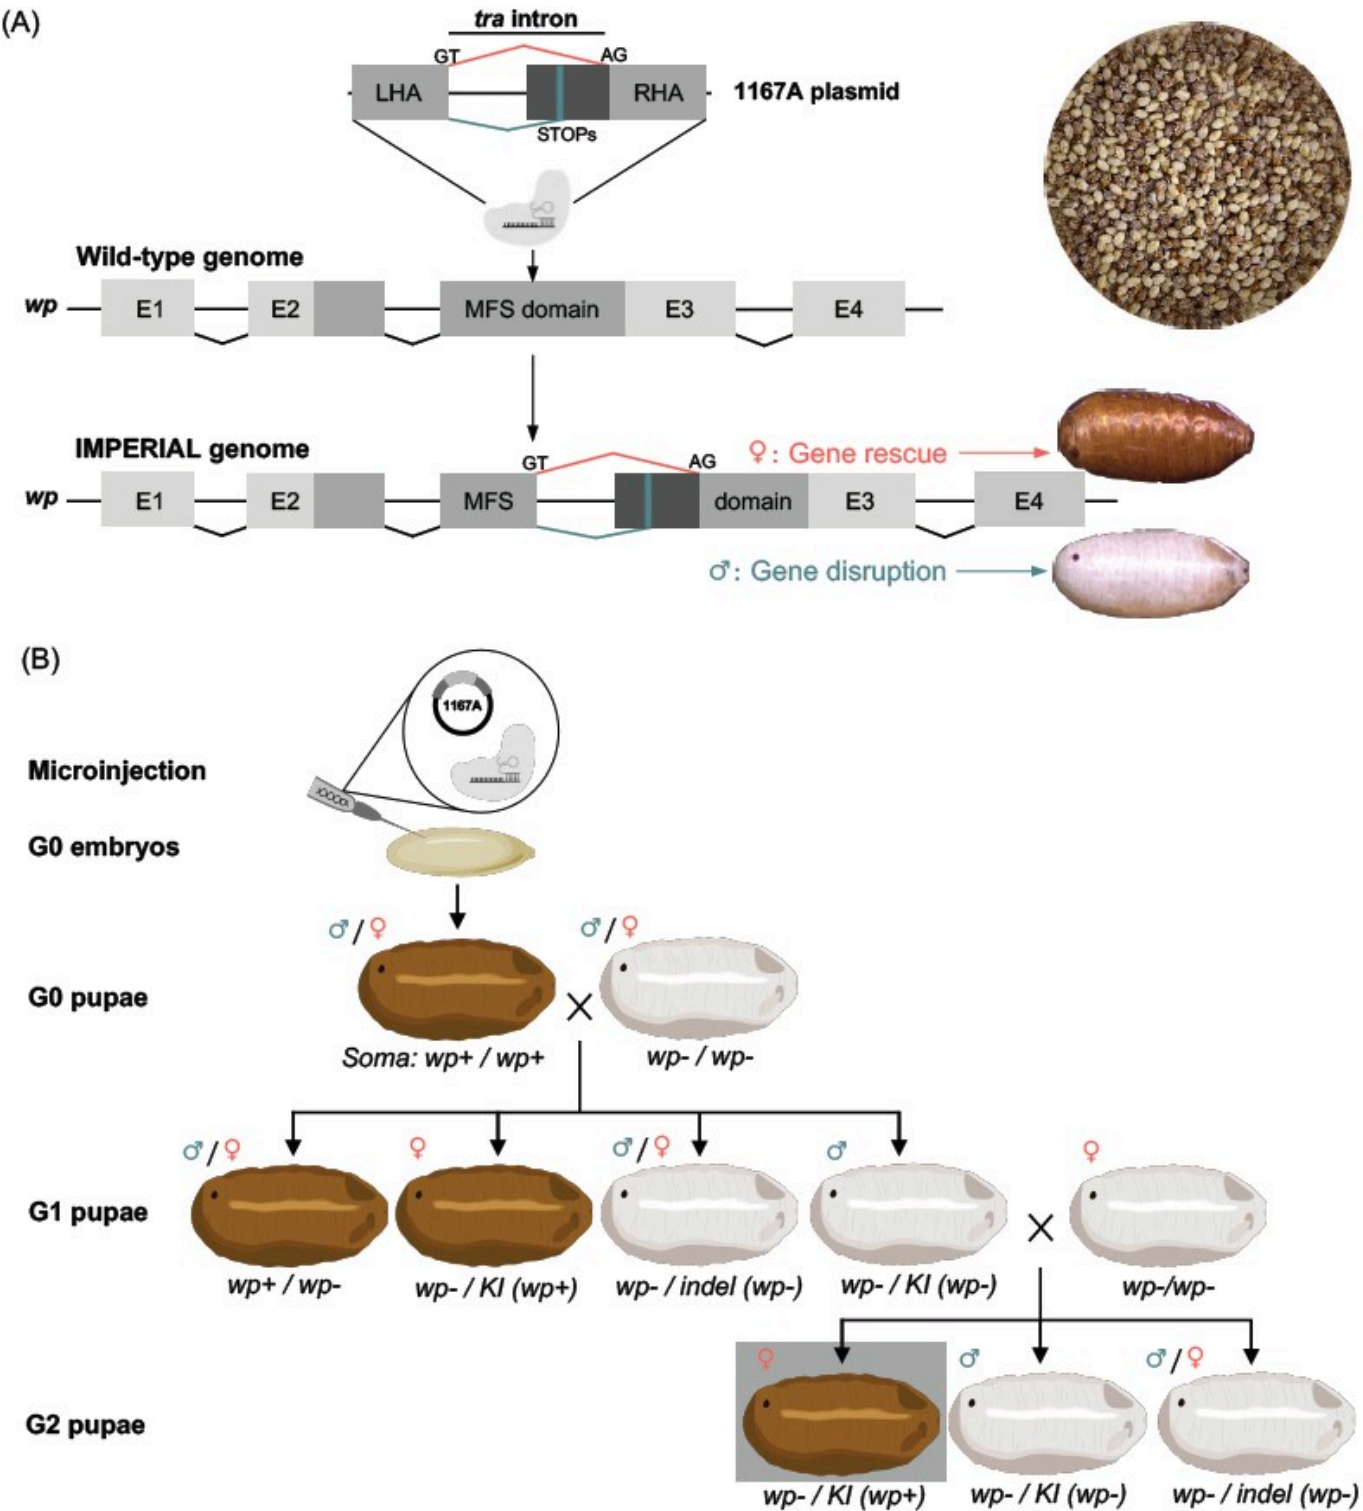 (A)
tra intron
GT
AG
LHA
RHA
1167A plasmid
STOPs
Wild-type genome
wp
E1
E2
MFS domain
E3
E4
IMPERIAL genome
GT
AG
♀: Gene rescue
wp
E1
E2
MFS
domain
E3
E4
♂: Gene disruption
(B)
1167A
Microinjection
G0 embryos
♂/♀
♂/♀
G0 pupae
Soma: wp+ / wp+
wp- / wp-
♂/♀
♀
♂/♀
♂
♀
G1 pupae
wp+ / wp-
wp- / KI (wp+)
wp- / indel (wp-)
wp- / KI (wp-)
wp-/wp-
♀
♂
♂/♀
G2 pupae
wp- / KI (wp+)
wp- / KI (wp-)
wp- / indel (wp-)